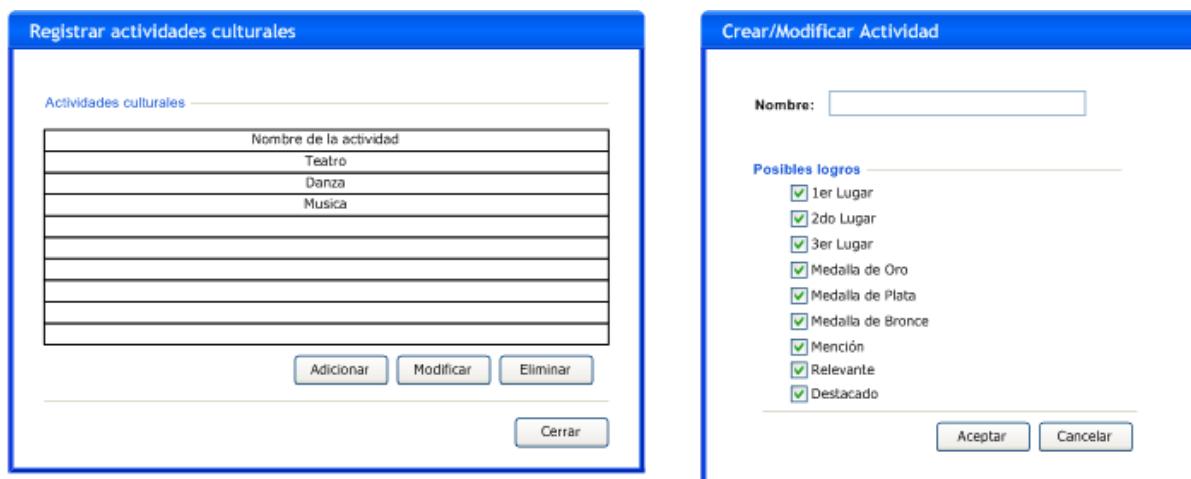 Registrar actividades culturales
Actividades culturales
Nombre de la actividad
Teatro
Danza
Musica
Adicionar Modificar Eliminar
Cerrar
Crear/Modificar Actividad
Nombre:
Posibles logros
1er Lugar
2do Lugar
3er Lugar
Medalla de Oro
Medalla de Plata
Medalla de Bronce
Mención
Relevante
Destacado
Aceptar Cancelar